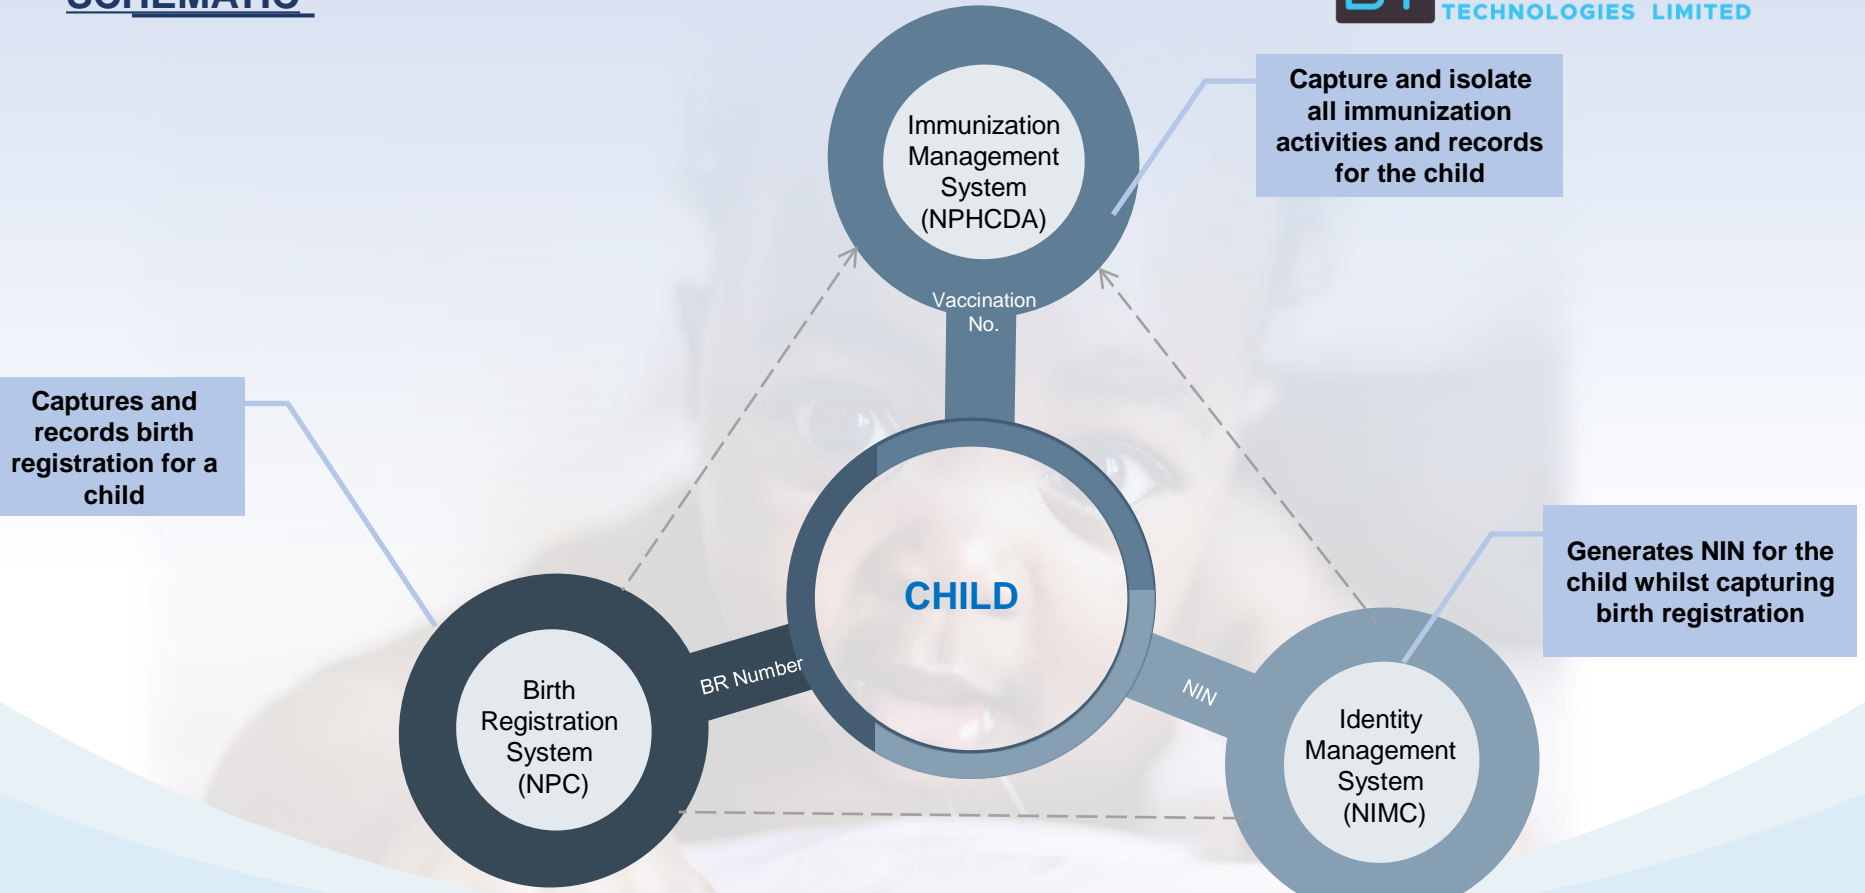 SCHEMATIC
TECHNOLOGIES LIMITED
Immunization
Management
System
(NPHCDA)
Capture and isolate
all immunization
activities and records
for the child
Vaccination
No.
Captures and
records birth
registration for a
child
CHILD
Generates NIN for the
child whilst capturing
birth registration
BR Number
NIN
Birth
Registration
System
(NPC)
Identity
Management
System
(NIMC)